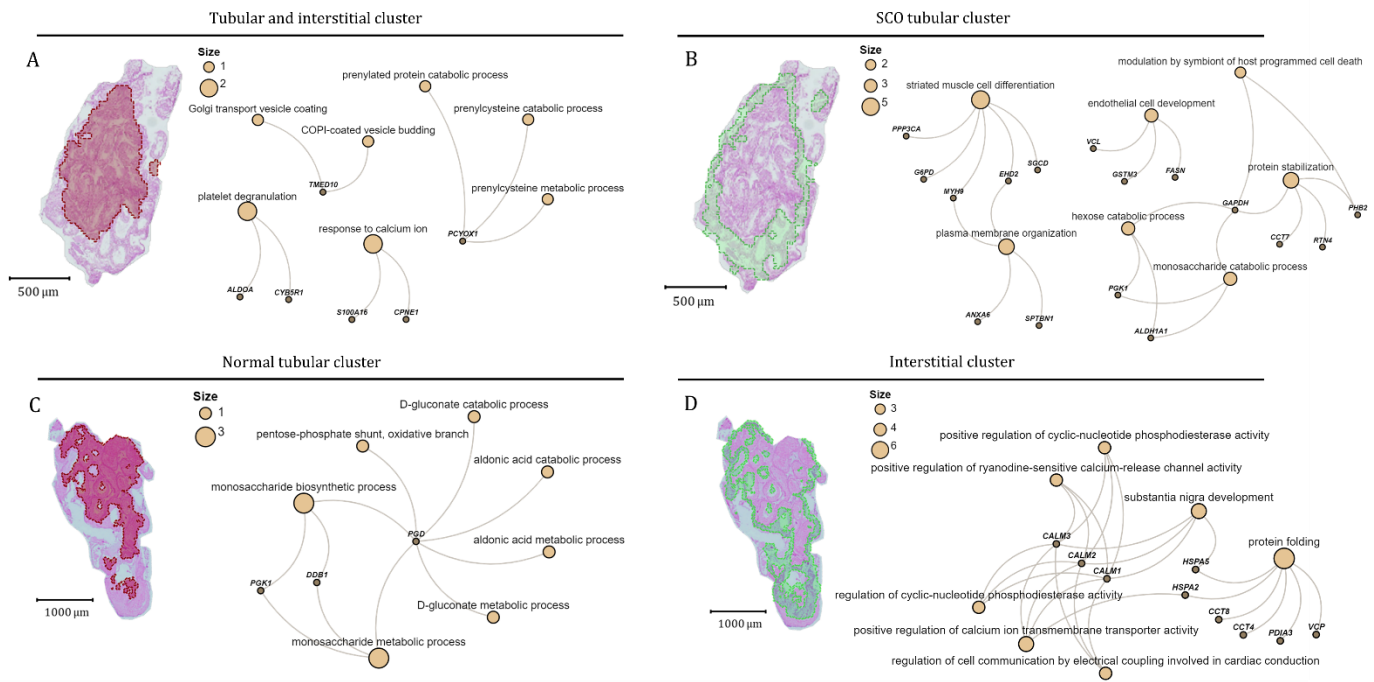 Tubular and interstitial cluster
A
Size
1
2
prenylated protein catabolic process
Golgi transport vesicle coating
prenylcysteine catabolic process
COPI-coated vesicle budding
TMED10
platelet degranulation
prenylcysteine metabolic process
response to calcium ion
PCYOX1
ALDOA
CYB5R1
S100A16
CPNE1
500 µm
SCO tubular cluster
B
Size
2
3
5
modulation by symbiont of host programmed cell death
striated muscle cell differentiation
endothelial cell development
PPP3CA
VCL
G6PD
SGCD
EHD2
GSTM3
FASN
protein stabilization
MYH9
GAPDH
PHB2
hexose catabolic process
plasma membrane organization
CCT7
RTN4
monosaccharide catabolic process
PGK1
ANXA6
SPTBN1
ALDH1A1
500 µm
Normal tubular cluster
C
Size
1
3
D-gluconate catabolic process
pentose-phosphate shunt, oxidative branch
aldonic acid catabolic process
monosaccharide biosynthetic process
PGD
aldonic acid metabolic process
PGK1
DDB1
D-gluconate metabolic process
monosaccharide metabolic process
1000 µm
Interstitial cluster
D
Size
3
4
6
positive regulation of cyclic-nucleotide phosphodiesterase activity
positive regulation of ryanodine-sensitive calcium-release channel activity
substantia nigra development
CALM3
protein folding
CALM2
CALM1
HSPA5
HSPA2
regulation of cyclic-nucleotide phosphodiesterase activity
CCT8
CCT4
PDIA3
VCP
positive regulation of calcium ion transmembrane transporter activity
regulation of cell communication by electrical coupling involved in cardiac conduction
1000 µm